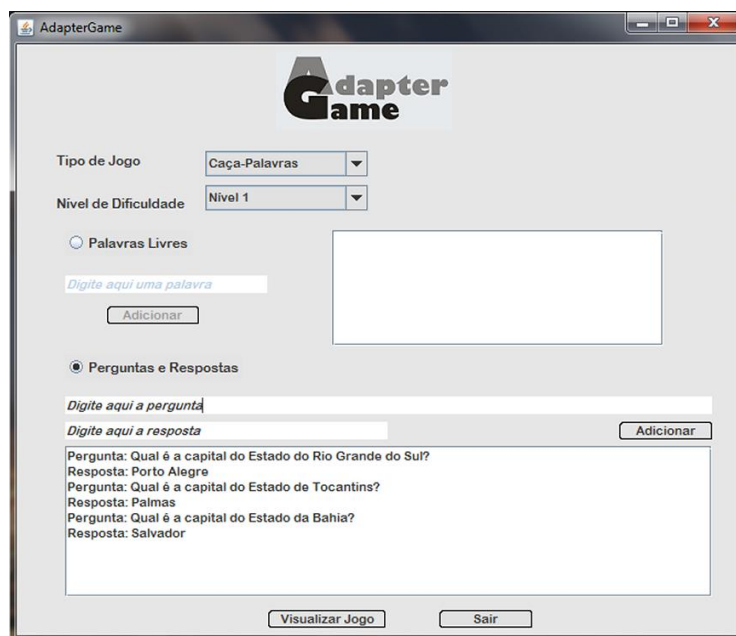 AdapterGame
Adapter
Game
Tipo de Jogo
Caça-Palavras
Nível de Dificuldade
Nível 1
Palavras Livres
Digite aqui uma palavra
Adicionar
Perguntas e Respostas
Digite aqui a pergunta
Digite aqui a resposta
Adicionar
Pergunta: Qual é a capital do Estado do Rio Grande do Sul?
Resposta: Porto Alegre
Pergunta: Qual é a capital do Estado de Tocantins?
Resposta: Palmas
Pergunta: Qual é a capital do Estado da Bahia?
Resposta: Salvador
Visualizar Jogo
Sair